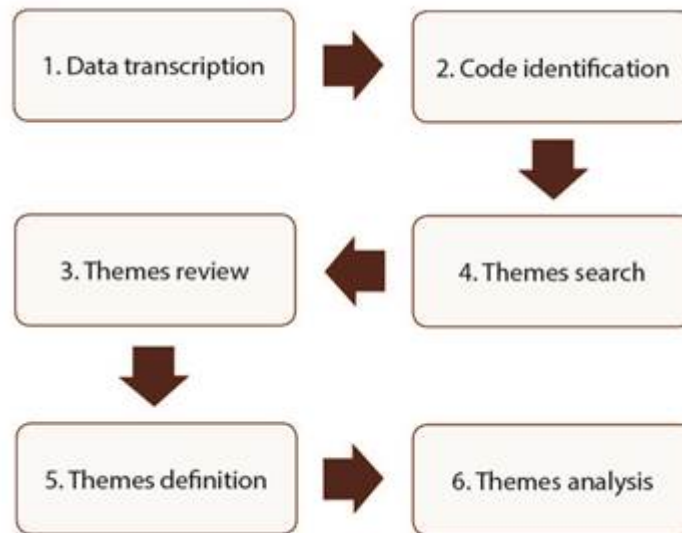 1. Data transcription
2. Code identification
3. Themes review
4. Themes search
5. Themes definition
6. Themes analysis